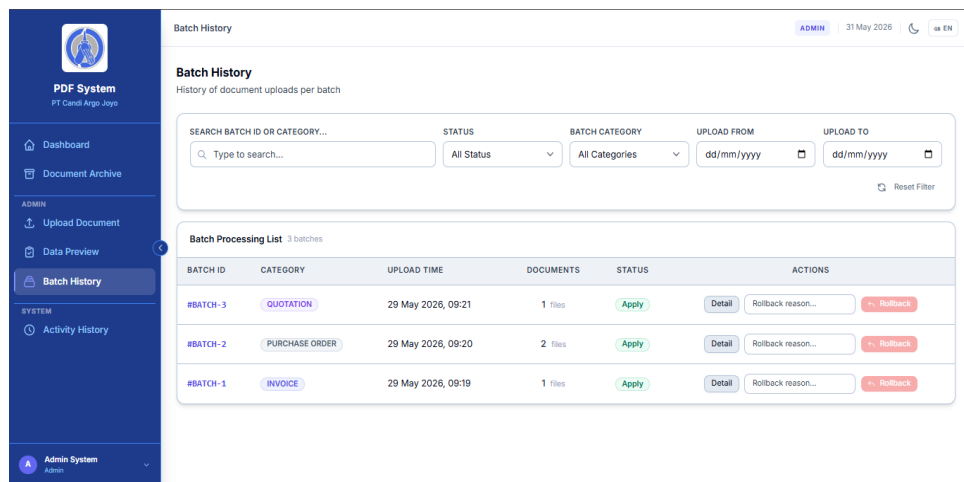 PDF System
PT Candi Argo Joyo
Dashboard
Document Archive
ADMIN
Upload Document
Data Preview
Batch History
SYSTEM
Activity History
A
Admin System
Admin
Batch History
ADMIN
31 May 2026
GB EN
Batch History
History of document uploads per batch
SEARCH BATCH ID OR CATEGORY... STATUS BATCH CATEGORY UPLOAD FROM UPLOAD TO
Type to search... All Status All Categories dd/mm/yyyy dd/mm/yyyy
Reset Filter
Batch Processing List 3 batches
BATCH ID CATEGORY UPLOAD TIME DOCUMENTS STATUS ACTIONS
#BATCH-3 QUOTATION 29 May 2026, 09:21 1 files Apply Detail Rollback reason... Rollback
#BATCH-2 PURCHASE ORDER 29 May 2026, 09:20 2 files Apply Detail Rollback reason... Rollback
#BATCH-1 INVOICE 29 May 2026, 09:19 1 files Apply Detail Rollback reason... Rollback